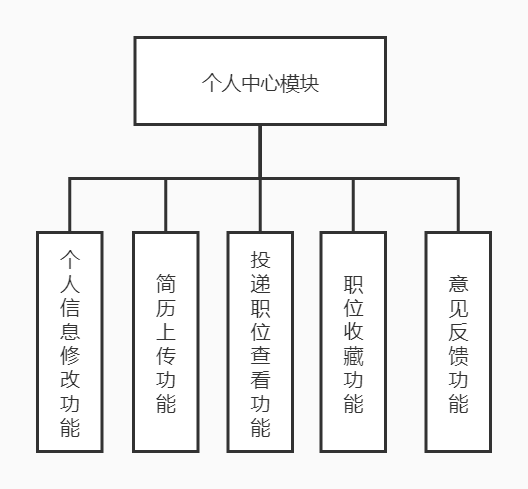 个人中心模块
个人信息修改功能
简历上传功能
投递职位查看功能
职位收藏功能
意见反馈功能